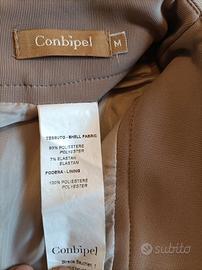 Conbipel
M
TESSUTO - SHELL FABRIC
93% POLIESTERE
POLYESTER
7% ELASTAN
ELASTAN
FODERA - LINING
100% POLIESTERE
POLYESTER
Conbipel
subito